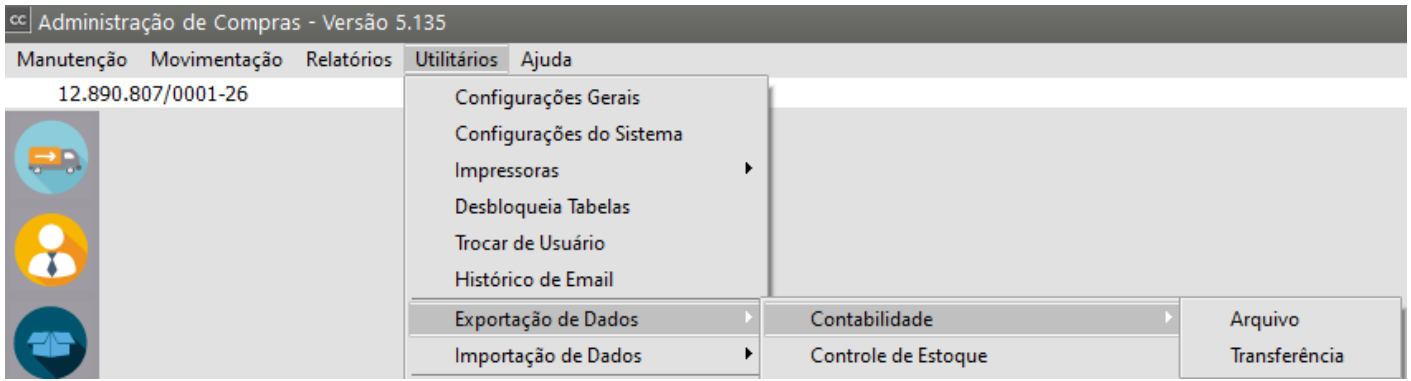 cc Administração de Compras - Versão 5.135
Manutenção Movimentação Relatórios Utilitários Ajuda
12.890.807/0001-26
Configurações Gerais
Configurações do Sistema
Impressoras
Desbloqueia Tabelas
Trocar de Usuário
Histórico de Email
Exportação de Dados Contabilidade Arquivo
Importação de Dados Controle de Estoque Transferência